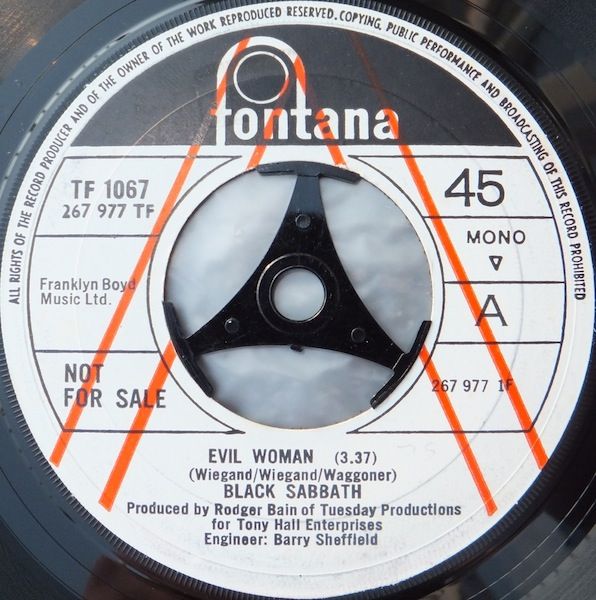 ALL RIGHTS OF THE RECORD PRODUCER AND OF THE OWNER OF THE WORK REPRODUCED RESERVED. COPYING, PUBLIC PERFORMANCE AND BROADCASTING OF THIS RECORD PROHIBITED
fontana
TF 1067
267 977 TF
45
MONO
A
Franklyn Boyd
Music Ltd.
NOT
FOR SALE
267 977 1F
EVIL WOMAN (3.37)
(Wiegand/Wiegand/Waggoner)
BLACK SABBATH
Produced by Rodger Bain of Tuesday Productions
for Tony Hall Enterprises
Engineer: Barry Sheffield